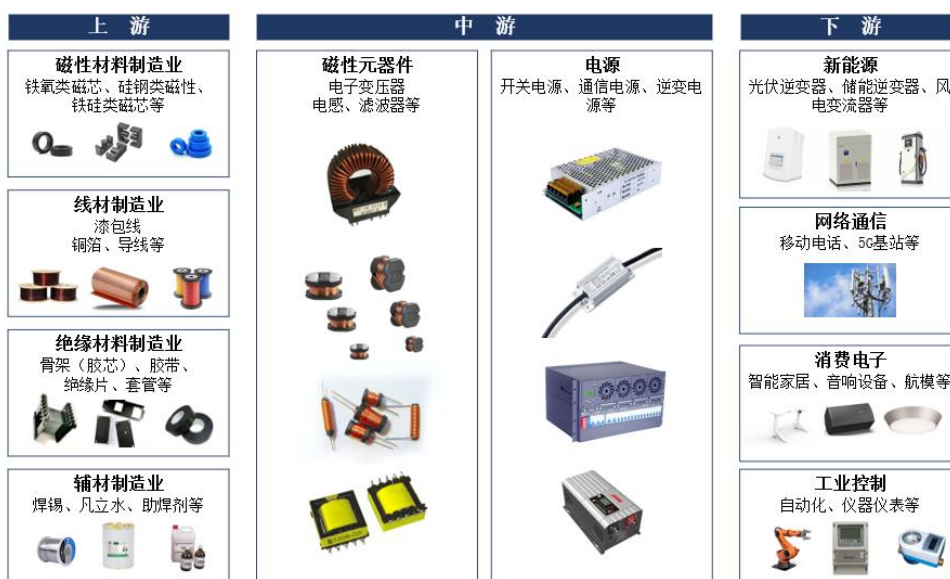 上 游
磁性材料制造业
铁氧类磁芯、硅钢类磁性、
铁硅类磁芯等
线材制造业
漆包线
铜箔、导线等
绝缘材料制造业
骨架（胶芯）、胶带、
绝缘片、套管等
辅材制造业
焊锡、凡立水、助焊剂等
中 游
磁性元器件
电子变压器
电感、滤波器等
电源
开关电源、通信电源、逆变电
源等
下 游
新能源
光伏逆变器、储能逆变器、风
电变流器等
网络通信
移动电话、5G基站等
消费电子
智能家居、音响设备、航模等
工业控制
自动化、仪器仪表等